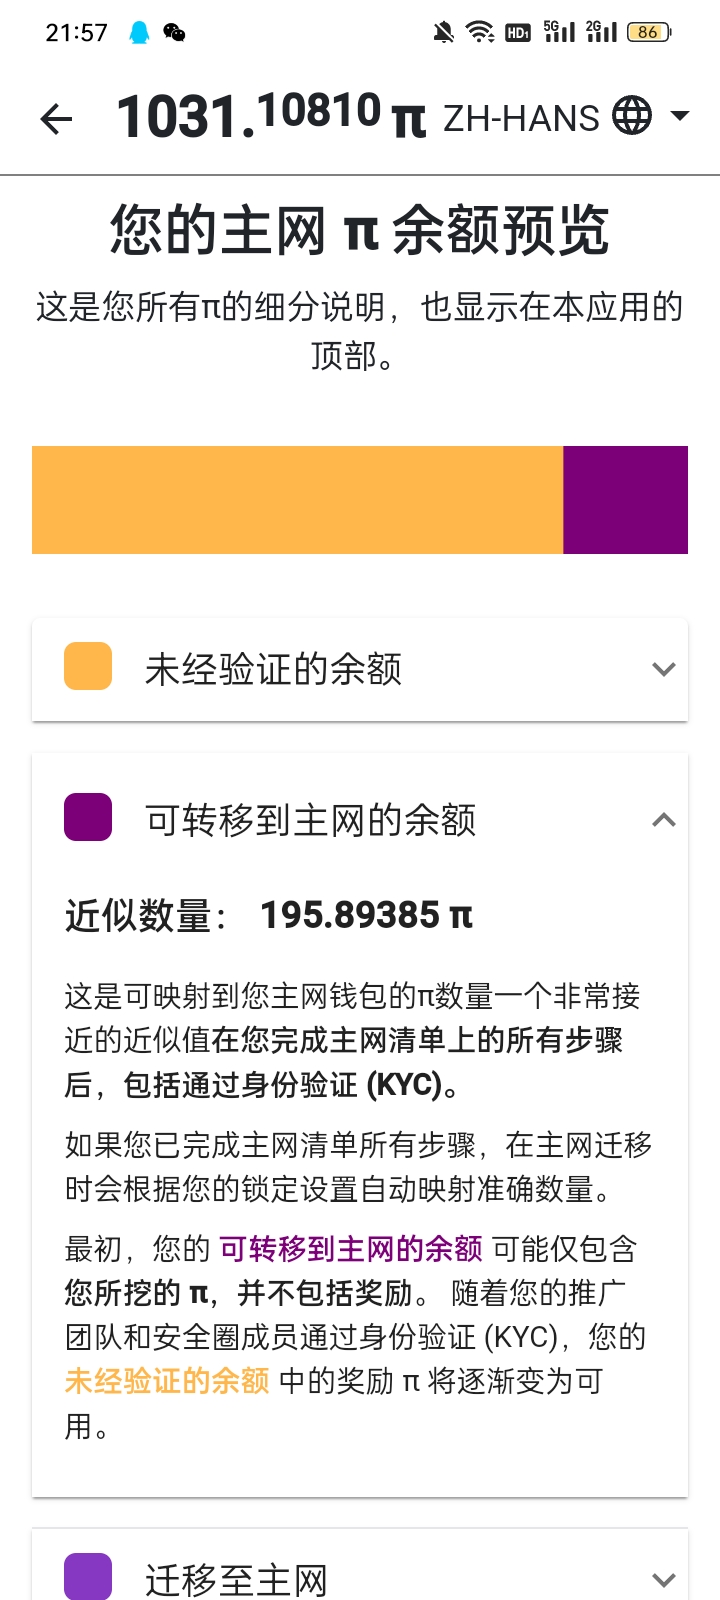 21:57 HD1 5G 2G 86
1031.10810 π ZH-HANS
您的主网 π 余额预览
这是您所有π的细分说明，也显示在本应用的
顶部。
未经验证的余额
可转移到主网的余额
近似数量： 195.89385 π
这是可映射到您主网钱包的π数量一个非常接
近的近似值在您完成主网清单上的所有步骤
后，包括通过身份验证 (KYC)。
如果您已完成主网清单所有步骤，在主网迁移
时会根据您的锁定设置自动映射准确数量。
最初，您的 可转移到主网的余额 可能仅包含
您所挖的 π，并不包括奖励。 随着您的推广
团队和安全圈成员通过身份验证 (KYC)，您的
未经验证的余额 中的奖励 π 将逐渐变为可
用。
迁移至主网